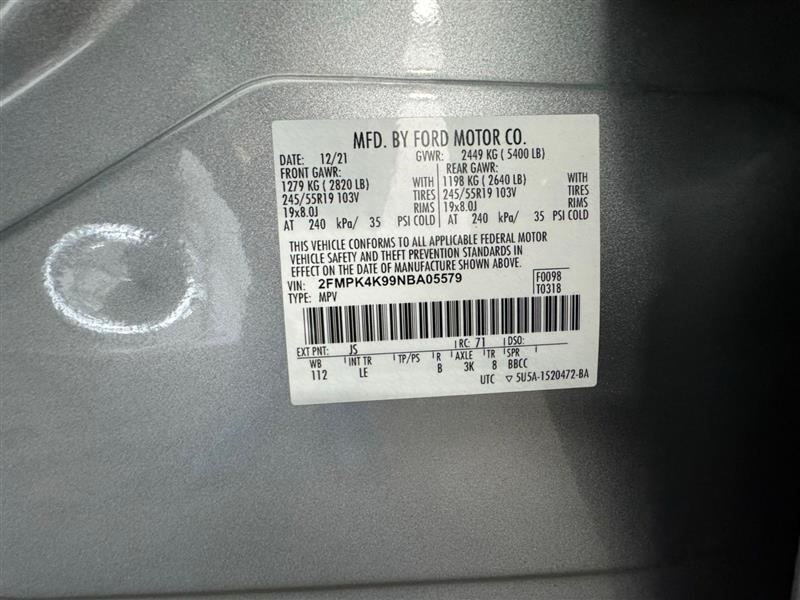 MFD. BY FORD MOTOR CO.
DATE: 12/21 GVWR: 2449 KG ( 5400 LB)
FRONT GAWR: REAR GAWR:
1279 KG ( 2820 LB) WITH 1198 KG ( 2640 LB) WITH
245/55R19 103V TIRES 245/55R19 103V TIRES
19x8.0J RIMS 19x8.0J RIMS
AT 240 kPa/ 35 PSI COLD AT 240 kPa/ 35 PSI COLD
THIS VEHICLE CONFORMS TO ALL APPLICABLE FEDERAL MOTOR
VEHICLE SAFETY AND THEFT PREVENTION STANDARDS IN
EFFECT ON THE DATE OF MANUFACTURE SHOWN ABOVE.
VIN: 2FMPK4K99NBA05579 F0098
TYPE: MPV T0318
EXT PNT: JS RC: 71 DSO:
WB INT TR TP/PS R AXLE TR SPR
112 LE B 3K 8 BBCC
UTC ▽ 5U5A-1520472-BA